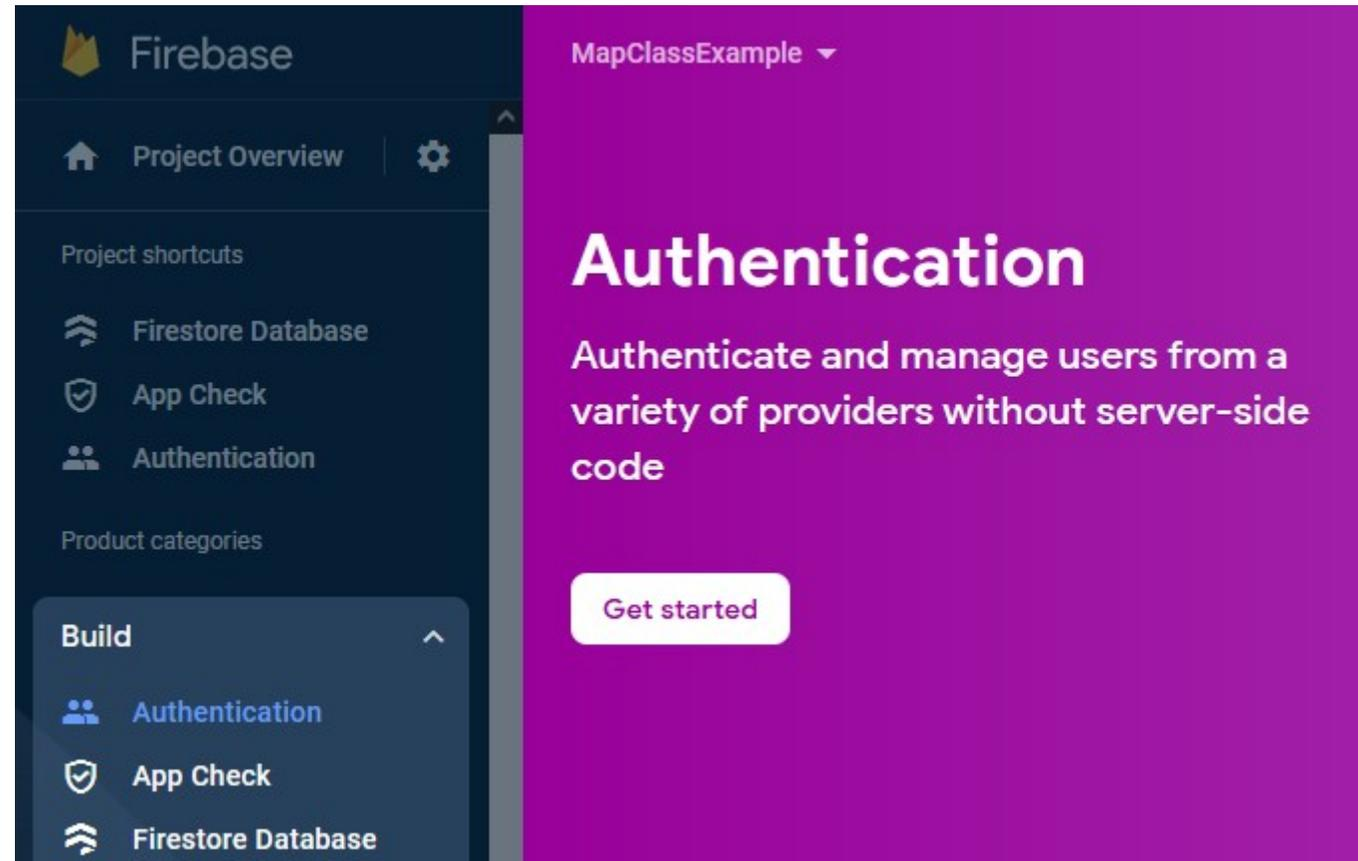 Firebase
Project Overview
Project shortcuts
Firestore Database
App Check
Authentication
Product categories
Build
Authentication
App Check
Firestore Database
MapClassExample
Authentication
Authenticate and manage users from a
variety of providers without server-side
code
Get started